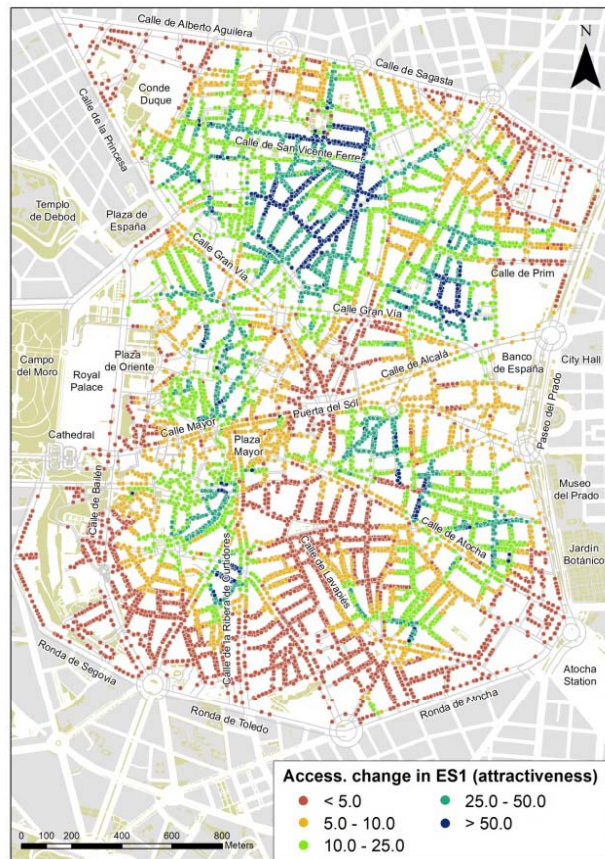 Calle de Alberto Aguilera
N
Calle de Sagasta
Conde
Duque
Calle de la Princesa
Calle de San Vicente Ferrer
Templo
de Debod
Plaza de
España
Calle Gran Vía
Calle de Prim
Calle Gran Vía
Campo
del Moro
Royal
Palace
Plaza
de Oriente
Calle de Alcalá
Banco
de España
City Hall
Puerta del Sol
Calle Mayor
Plaza
Mayor
Cathedral
Paseo del Prado
Calle de Bailén
Museo
del Prado
Calle de Atocha
Jardín
Botánico
Calle de la Ribera de Curtidores
Calle de Lavapiés
Ronda de Segovia
Atocha
Station
Ronda de Toledo
Ronda de Atocha
Access. change in ES1 (attractiveness)
< 5.0
25.0 - 50.0
5.0 - 10.0
> 50.0
10.0 - 25.0
0 100 200 400 600 800
Meters